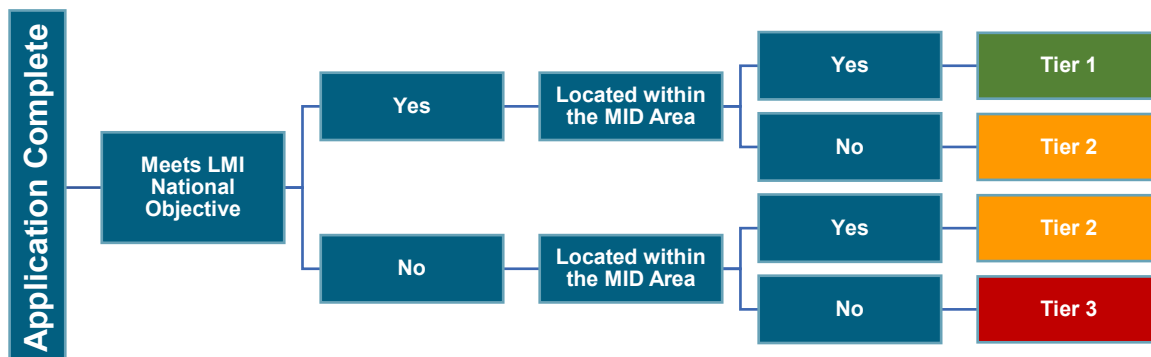 Application Complete
Meets LMI
National
Objective
Yes
Located within
the MID Area
Yes
Tier 1
No
Tier 2
No
Located within
the MID Area
Yes
Tier 2
No
Tier 3